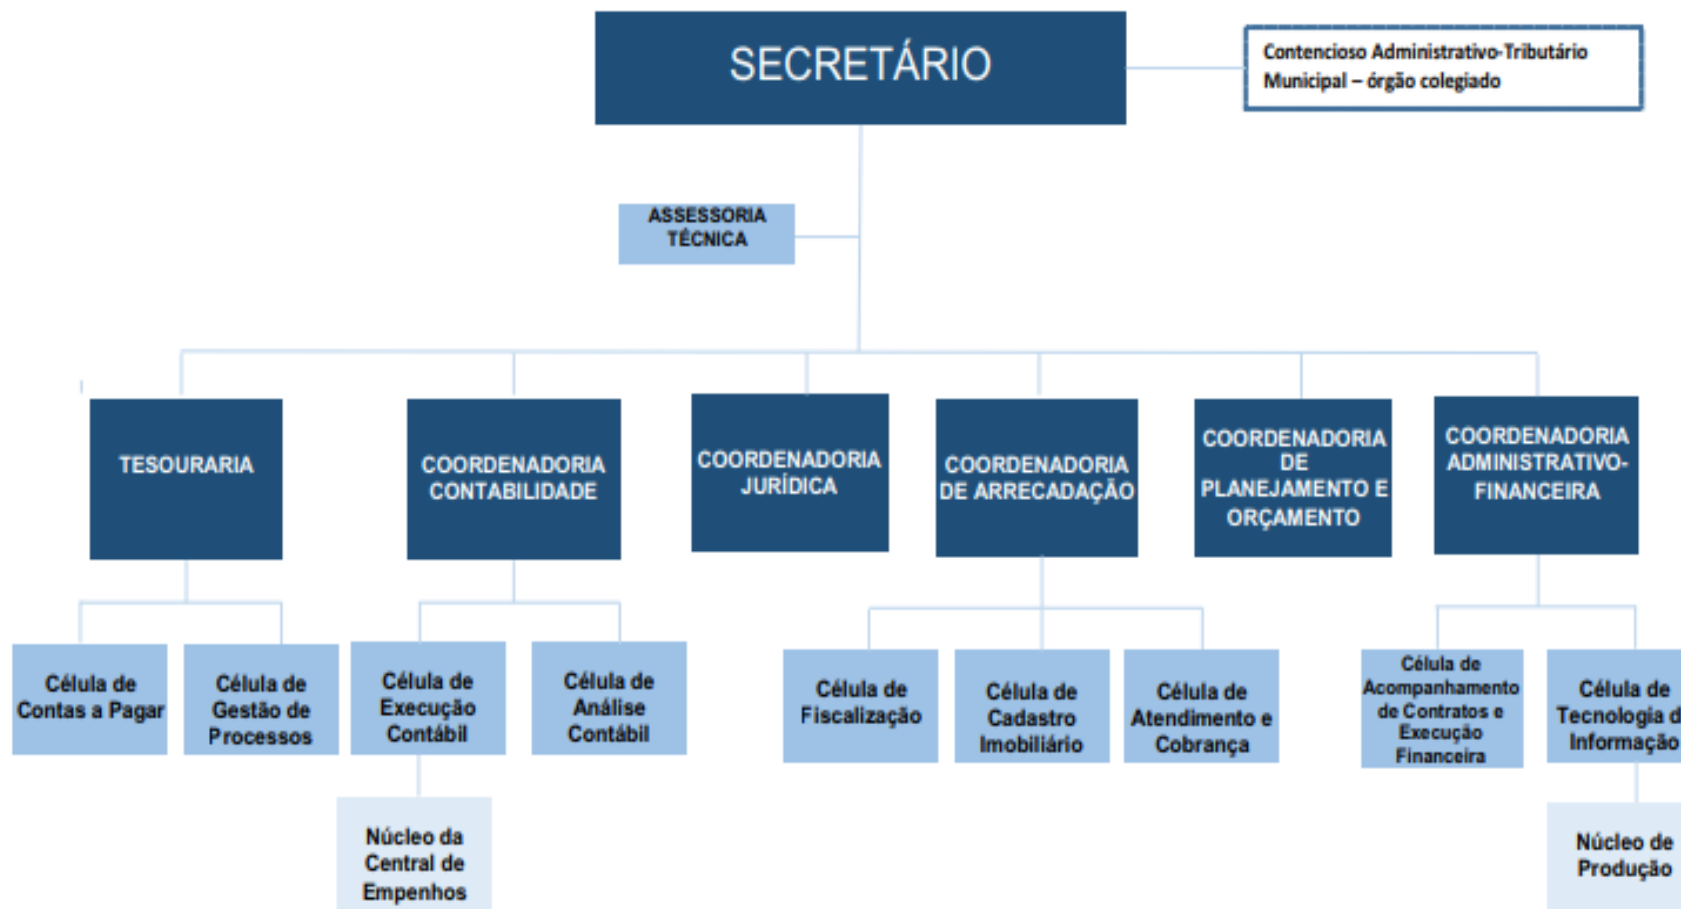 SECRETÁRIO
Contencioso Administrativo-Tributário
Municipal – órgão colegiado
ASSESSORIA
TÉCNICA
TESOURARIA
COORDENADORIA
CONTABILIDADE
COORDENADORIA
JURÍDICA
COORDENADORIA
DE ARRECADAÇÃO
COORDENADORIA
DE
PLANEJAMENTO E
ORÇAMENTO
COORDENADORIA
ADMINISTRATIVO-
FINANCEIRA
Célula de
Contas a Pagar
Célula de
Gestão de
Processos
Célula de
Execução
Contábil
Célula de
Análise
Contábil
Célula de
Fiscalização
Célula de
Cadastro
Imobiliário
Célula de
Atendimento e
Cobrança
Célula de
Acompanhamento
de Contratos e
Execução
Financeira
Célula de
Tecnologia
Informação
Núcleo da
Central de
Empenhos
Núcleo de
Produção